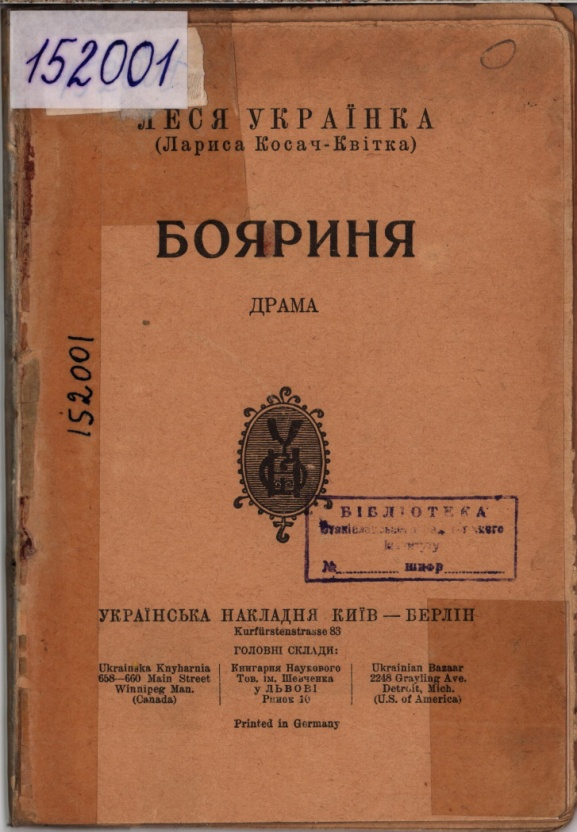 152001
ЛЕСЯ УКРАЇНКА
(Лариса Косач-Квітка)
БОЯРИНЯ
ДРАМА
152001
БІБЛІОТЕКА
№ шифр
УКРАЇНСЬКА НАКЛАДНЯ КИЇВ — БЕРЛІН
Kurfürstenstrasse 83
ГОЛОВНІ СКЛАДИ:
Ukrainska Knyharnia
658—660 Main Street
Winnipeg Man.
(Canada)
Книгарня Наукового
Тов. ім. Шевченка
у ЛЬВОВІ
Ринок 10
Ukrainian Bazaar
2248 Grayling Ave.
Detroit, Mich.
(U.S. of America)
Printed in Germany